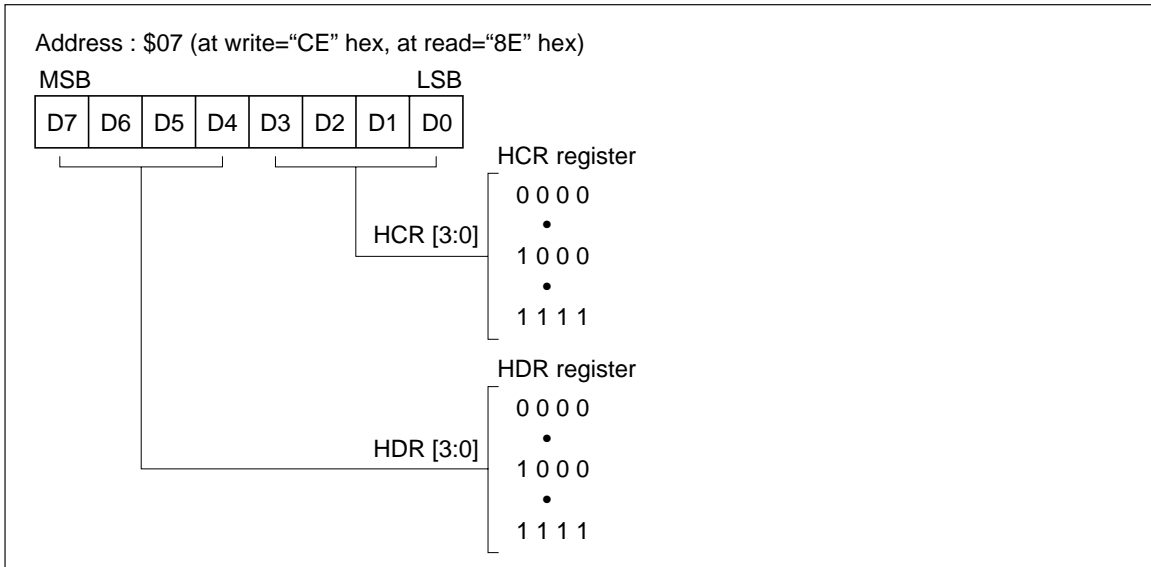 Address : $07 (at write=“CE” hex, at read=“8E” hex)
MSB LSB
D7 D6 D5 D4 D3 D2 D1 D0
HCR register
0 0 0 0
•
HCR [3:0]
1 0 0 0
•
1 1 1 1
HDR register
0 0 0 0
•
HDR [3:0]
1 0 0 0
•
1 1 1 1